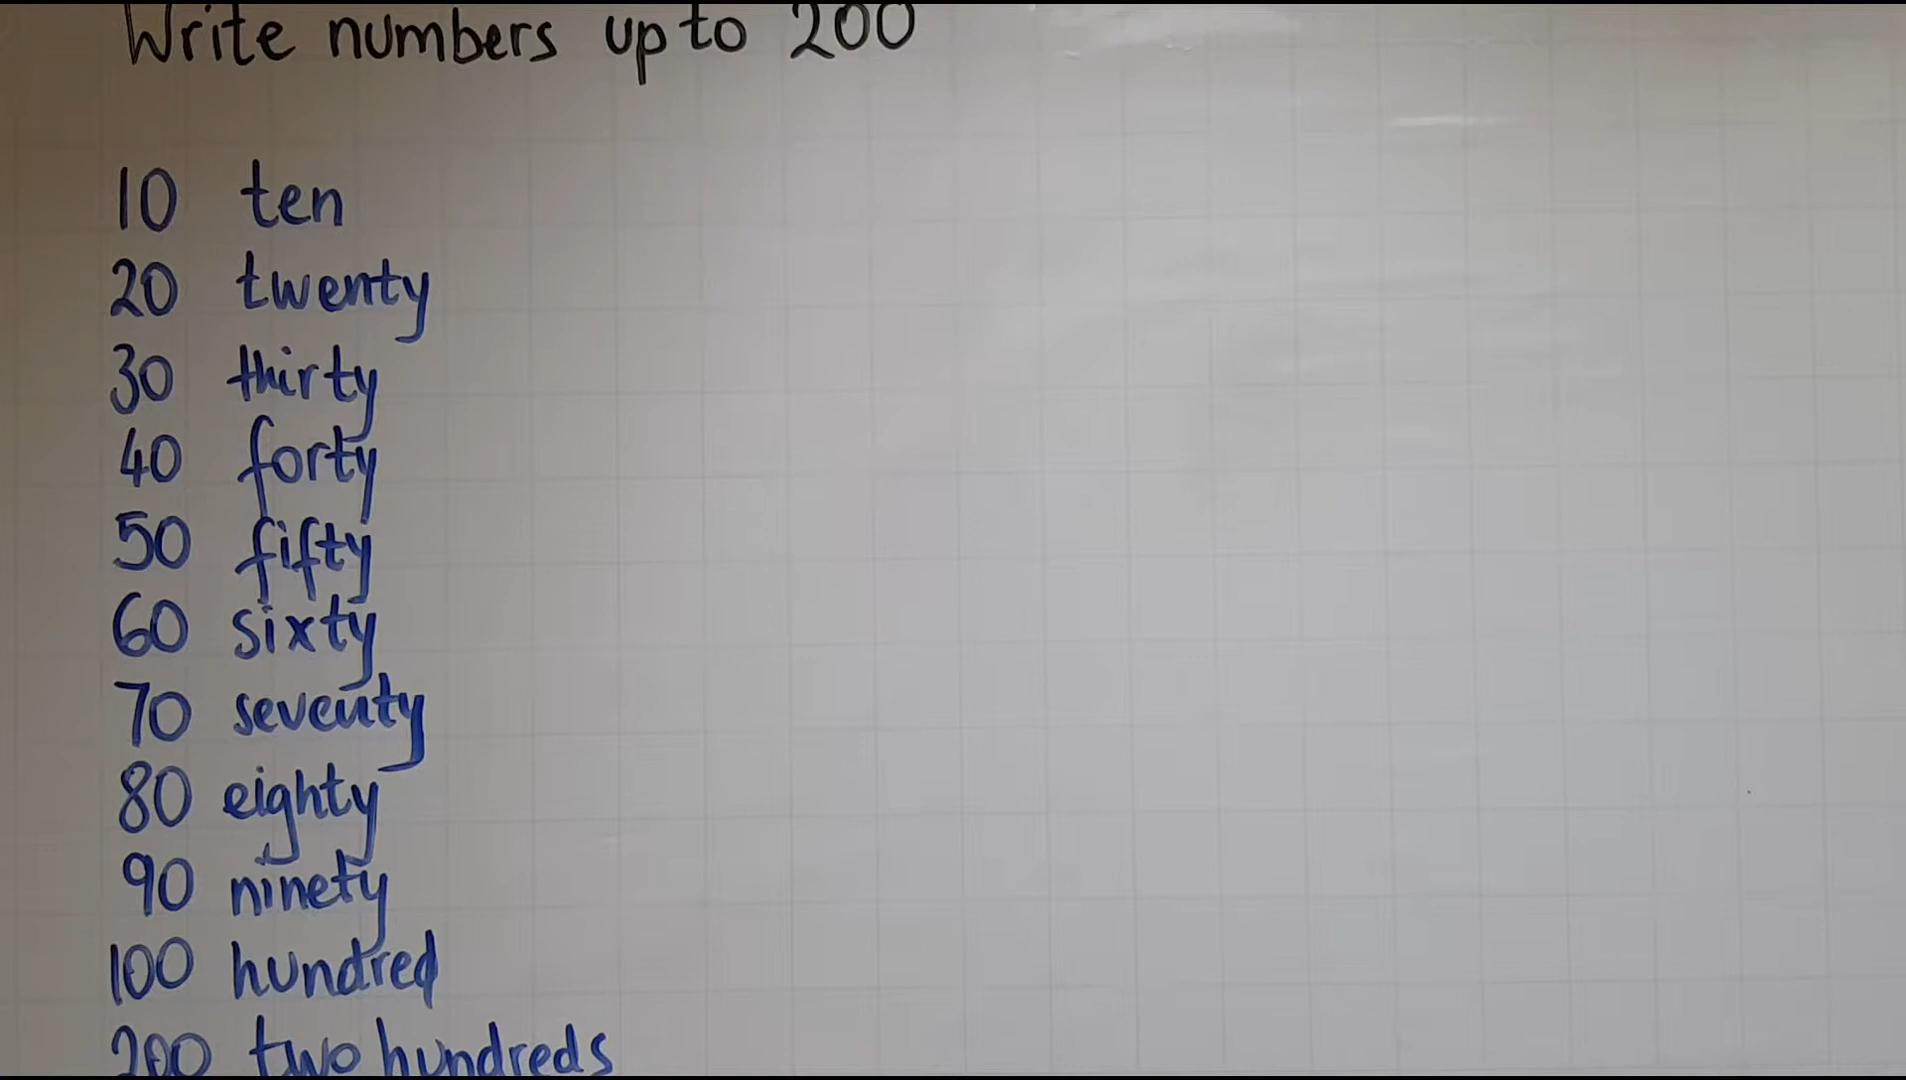 Write numbers up to 200
10 ten
20 twenty
30 thirty
40 forty
50 fifty
60 sixty
70 seventy
80 eighty
90 ninety
100 hundred
200 two hundreds